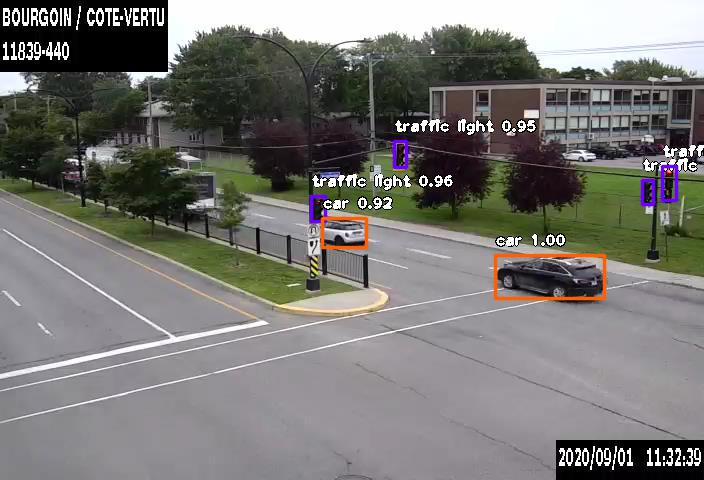 BOURGOIN / COTE-VERTU
11839-440
traffic light 0.95
traff
traffic
traffic light 0.96
car 0.92
car 1.00
2020/09/01 11:32:39